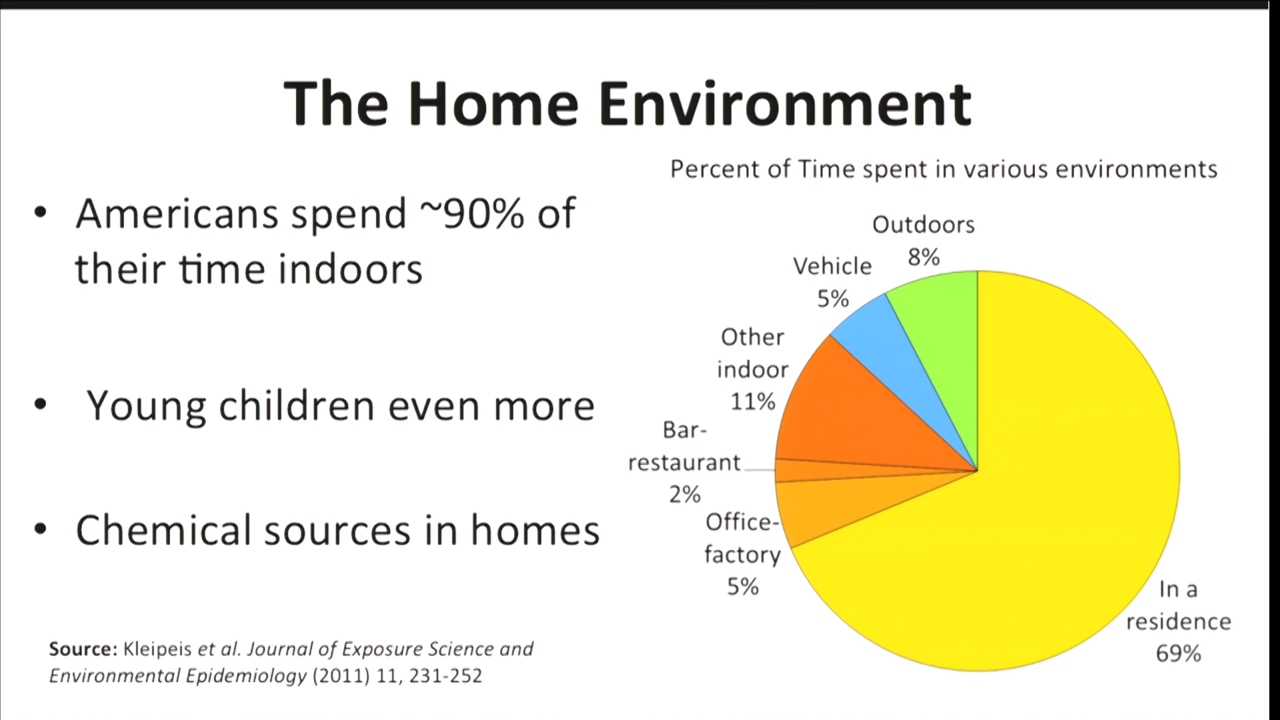 The Home Environment
• Americans spend ~90% of
their time indoors
• Young children even more
• Chemical sources in homes
Source: Kleipeis et al. Journal of Exposure Science and
Environmental Epidemiology (2011) 11, 231-252
Percent of Time spent in various environments
Outdoors
8%
Vehicle
5%
Other
indoor
11%
Bar-
restaurant
2%
Office-
factory
5%
In a
residence
69%